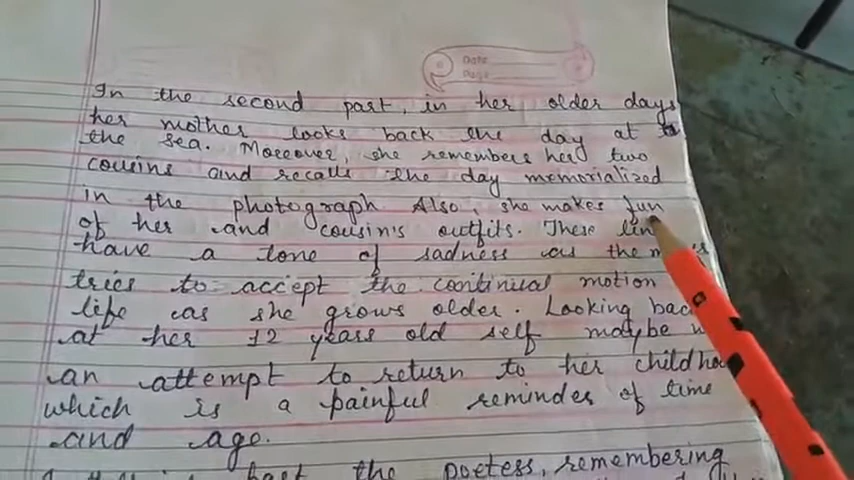 Date
Page
In the second part, in her older days
her mother looks back the day at
the sea. Moreover, she remembers her two
cousins and recalls the day memorialized
in the photograph. Also, she makes fun
of her and cousin's outfits. These
have a tone of sadness as the
tries to accept the continual motion
life as she grows older. Looking
at her 12 years old self maybe
an attempt to return to her
which is a painful reminder of time
and age.
past the poetess, remembering